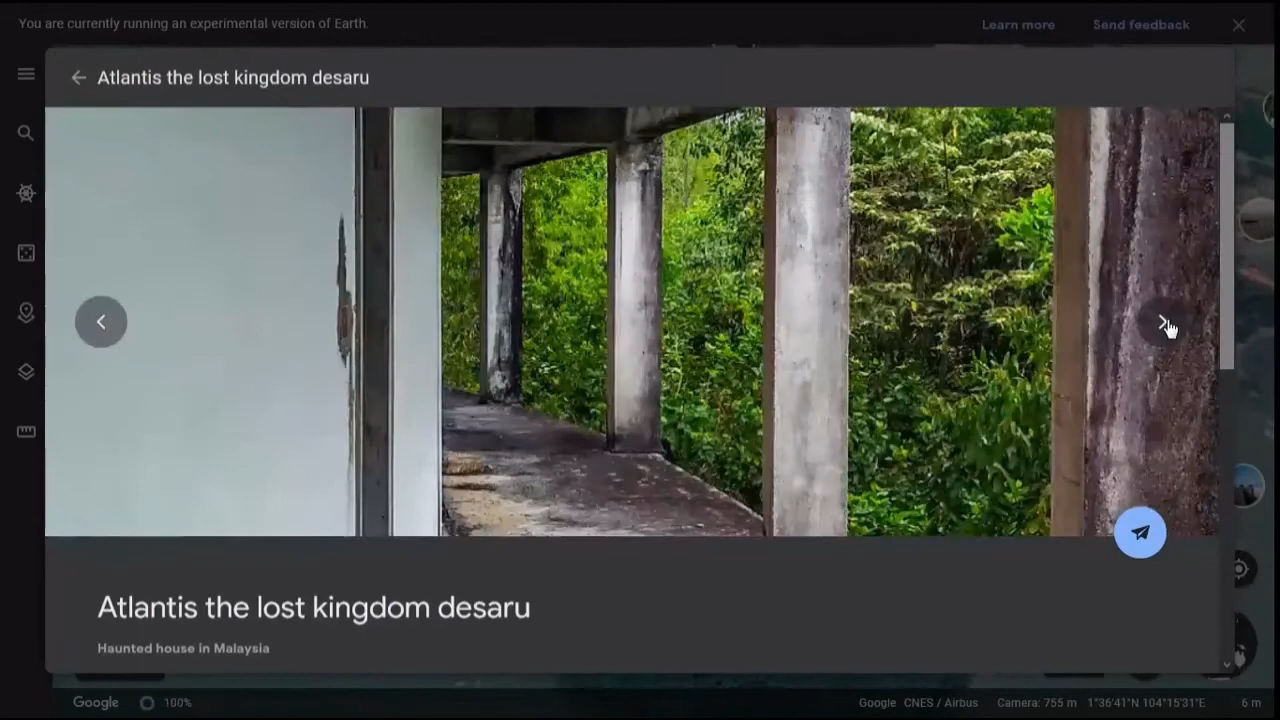 You are currently running an experimental version of Earth.
Learn more
Send feedback
Atlantis the lost kingdom desaru
Atlantis the lost kingdom desaru
Haunted house in Malaysia
Google
100%
Google CNES / Airbus
Camera: 755 m
1°36'41"N 104°15'31"E
6 m